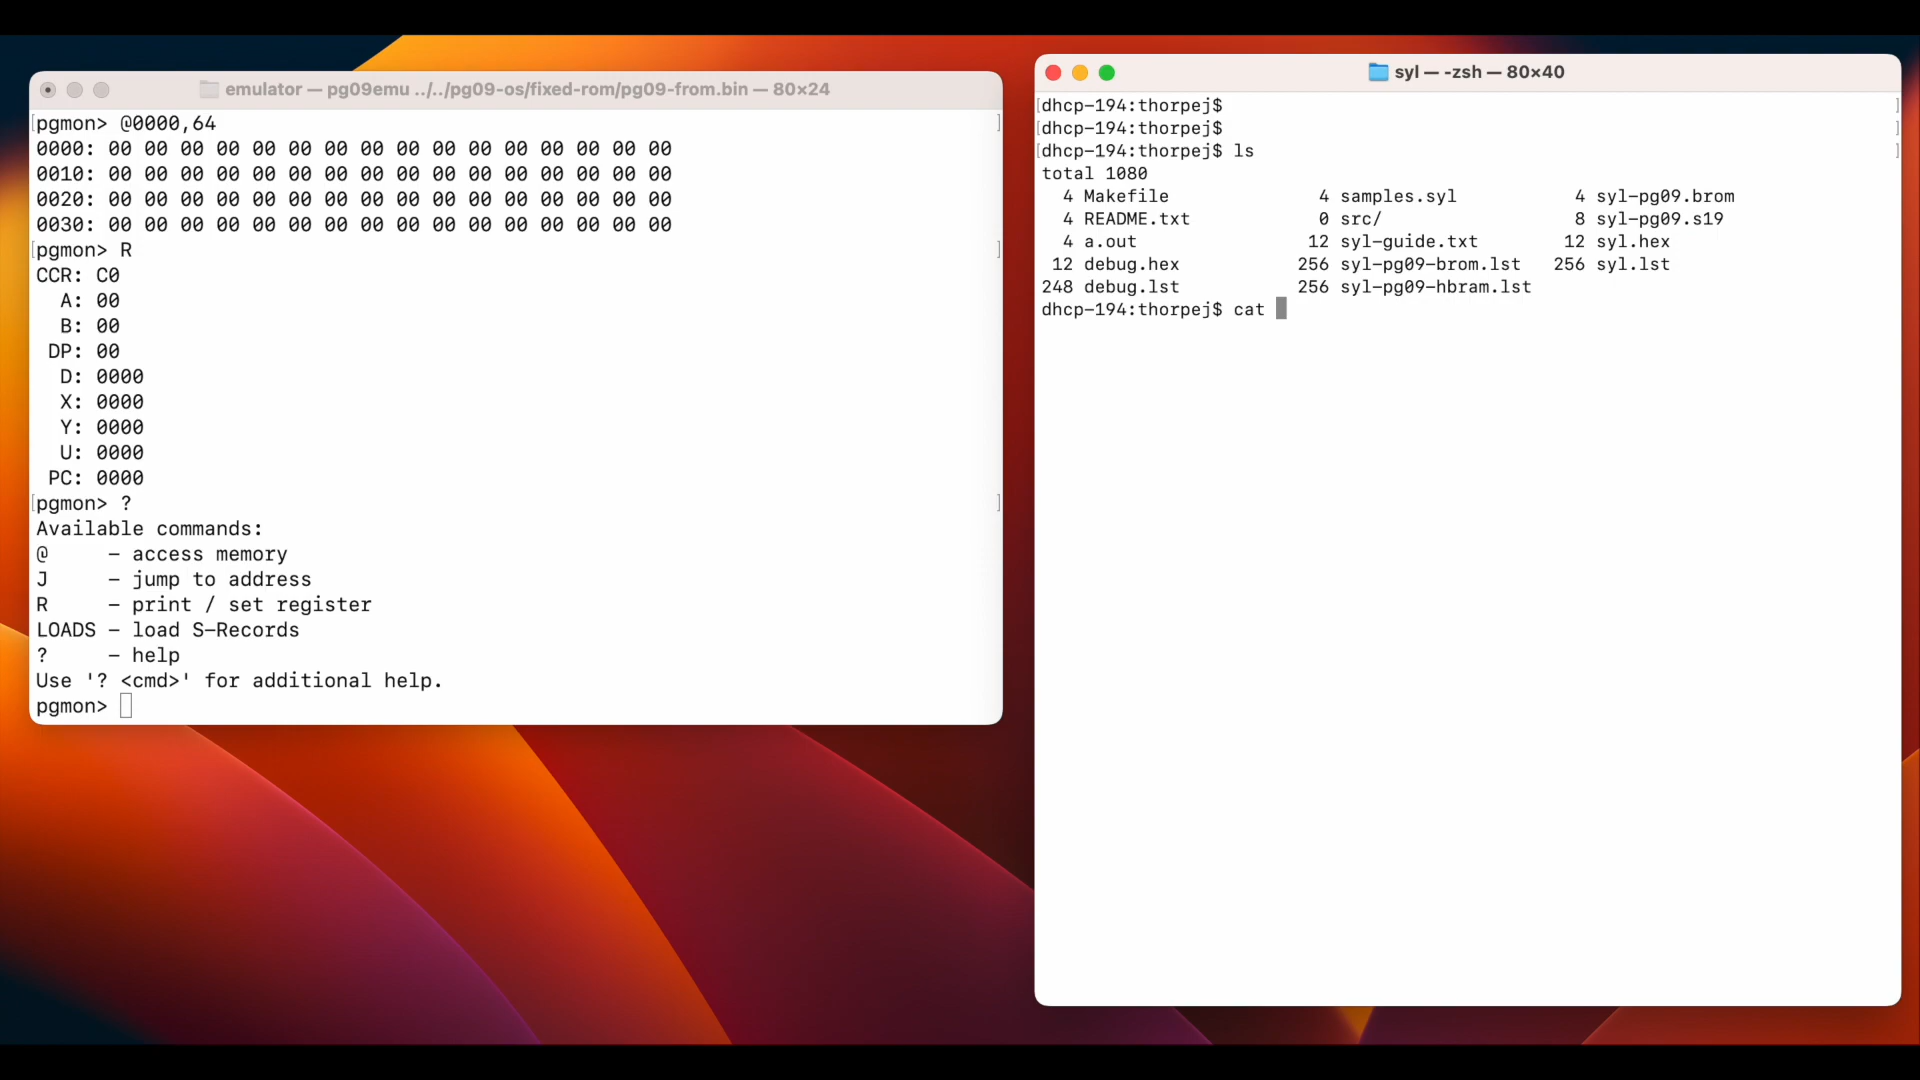 emulator — pg09emu ../../pg09-os/fixed-rom/pg09-from.bin — 80×24
pgmon> @0000,64
0000: 00 00 00 00 00 00 00 00 00 00 00 00 00 00 00 00
0010: 00 00 00 00 00 00 00 00 00 00 00 00 00 00 00 00
0020: 00 00 00 00 00 00 00 00 00 00 00 00 00 00 00 00
0030: 00 00 00 00 00 00 00 00 00 00 00 00 00 00 00 00
pgmon> R
CCR: C0
A: 00
B: 00
DP: 00
D: 0000
X: 0000
Y: 0000
U: 0000
PC: 0000
pgmon> ?
Available commands:
@ - access memory
J - jump to address
R - print / set register
LOADS - load S-Records
? - help
Use '? <cmd>' for additional help.
pgmon>
syl — -zsh — 80×40
dhcp-194:thorpej$
dhcp-194:thorpej$
dhcp-194:thorpej$ ls
total 1080
4 Makefile 4 samples.syl 4 syl-pg09.brom
4 README.txt 0 src/ 8 syl-pg09.s19
4 a.out 12 syl-guide.txt 12 syl.hex
12 debug.hex 256 syl-pg09-brom.lst 256 syl.lst
248 debug.lst 256 syl-pg09-hbram.lst
dhcp-194:thorpej$ cat